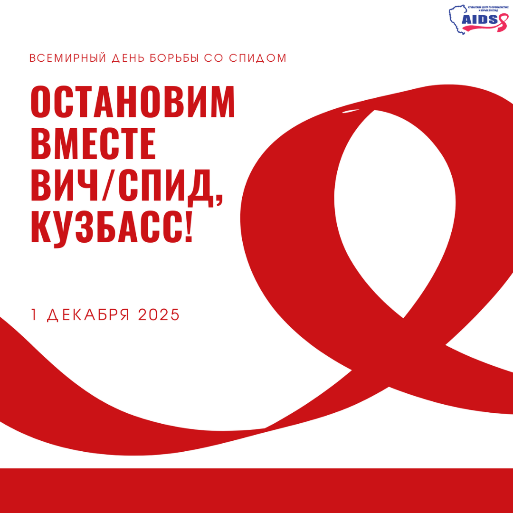 AIDS
ВСЕМИРНЫЙ ДЕНЬ БОРЬБЫ СО СПИДОМ
ОСТАНОВИМ
ВМЕСТЕ
ВИЧ/СПИД,
КУЗБАСС!
1 ДЕКАБРЯ 2025